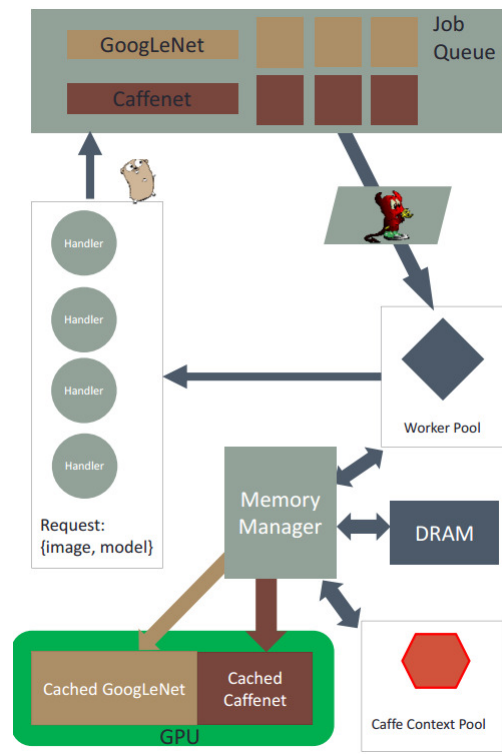 GoogLeNet
Job
Queue
Caffenet
Handler
Handler
Handler
Handler
Request:
{image, model}
Worker Pool
Memory
Manager
DRAM
Cached GoogLeNet
Cached
Caffenet
GPU
Caffe Context Pool